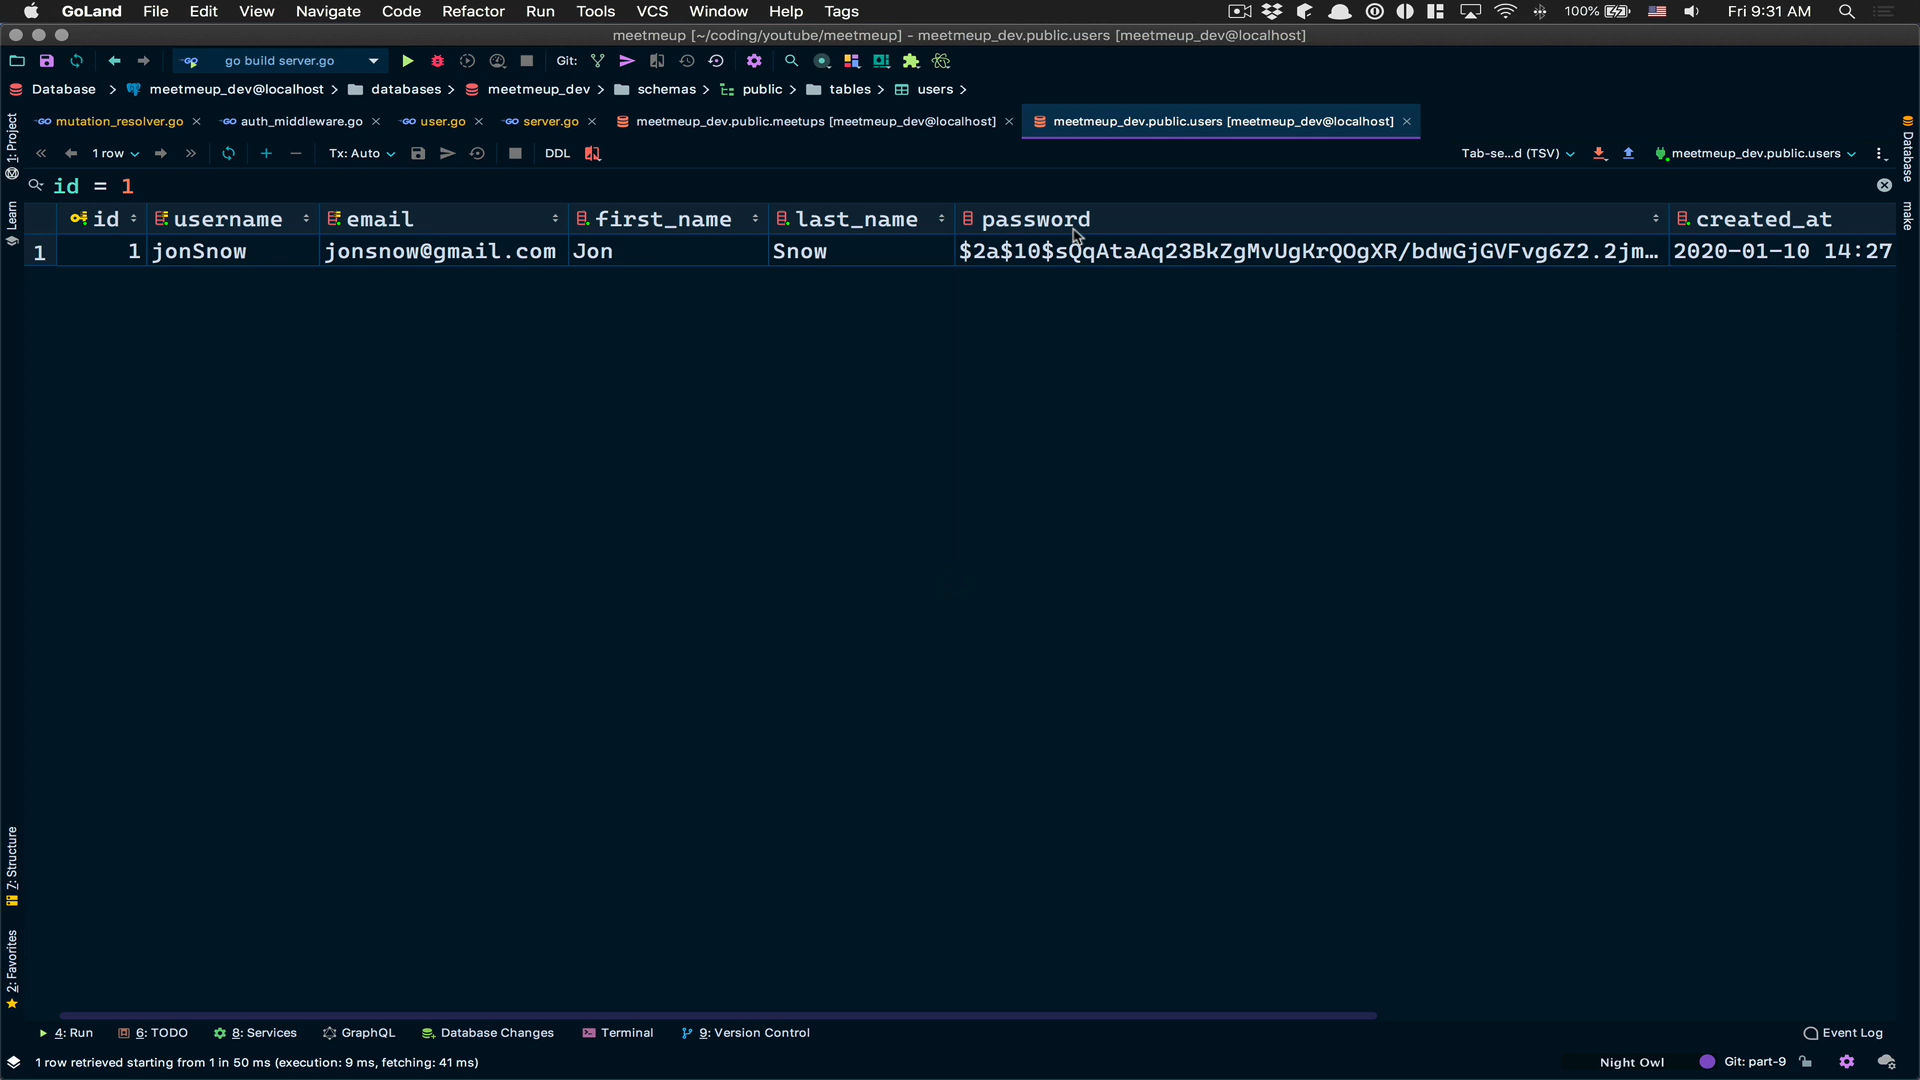 GoLand File Edit View Navigate Code Refactor Run Tools VCS Window Help Tags 100% Fri 9:31 AM
meetmeup [~/coding/youtube/meetmeup] - meetmeup_dev.public.users [meetmeup_dev@localhost]
go build server.go Git:
Database meetmeup_dev@localhost databases meetmeup_dev schemas public tables users
mutation_resolver.go auth_middleware.go user.go server.go meetmeup_dev.public.meetups [meetmeup_dev@localhost] meetmeup_dev.public.users [meetmeup_dev@localhost]
1 row Tx: Auto DDL Tab-se...d (TSV) meetmeup_dev.public.users
id = 1
id username email first_name last_name password created_at
1 1 jonSnow jonsnow@gmail.com Jon Snow $2a$10$sQqAtaAq23BkZgMvUgKrQOgXR/bdwGjGVFvg6Z2.2jm… 2020-01-10 14:27
1: Project
Learn
7: Structure
2: Favorites
Database
make
4: Run 6: TODO 8: Services GraphQL Database Changes Terminal 9: Version Control Event Log
1 row retrieved starting from 1 in 50 ms (execution: 9 ms, fetching: 41 ms) Night Owl Git: part-9